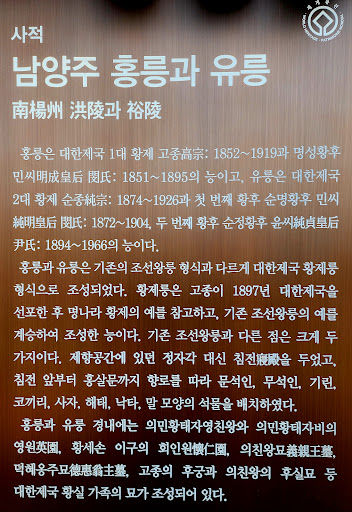 사적
남양주 홍릉과 유릉
南楊州 洪陵과 裕陵
홍릉은 대한제국 1대 황제 고종高宗: 1852~1919과 명성황후
민씨明成皇后 閔氏: 1851~1895의 능이고, 유릉은 대한제국
2대 황제 순종純宗: 1874~1926과 첫 번째 황후 순명황후 민씨
純明皇后 閔氏: 1872~1904, 두 번째 황후 순정황후 윤씨純貞皇后
尹氏: 1894~1966의 능이다.
홍릉과 유릉은 기존의 조선왕릉 형식과 다르게 대한제국 황제릉
형식으로 조성되었다. 황제릉은 고종이 1897년 대한제국을
선포한 후 명나라 황제의 예를 참고하고, 기존 조선왕릉의 예를
계승하여 조성한 능이다. 기존 조선왕릉과 다른 점은 크게 두
가지이다. 제향공간에 있던 정자각 대신 침전寢殿을 두었고,
침전 앞부터 홍살문까지 향로를 따라 문석인, 무석인, 기린,
코끼리, 사자, 해태, 낙타, 말 모양의 석물을 배치하였다.
홍릉과 유릉 경내에는 의민황태자영친왕와 의민황태자비의
영원英園, 황세손 이구의 회인원懷仁園, 의친왕묘義親王墓,
덕혜옹주묘德惠翁主墓, 고종의 후궁과 의친왕의 후실묘 등
대한제국 황실 가족의 묘가 조성되어 있다.